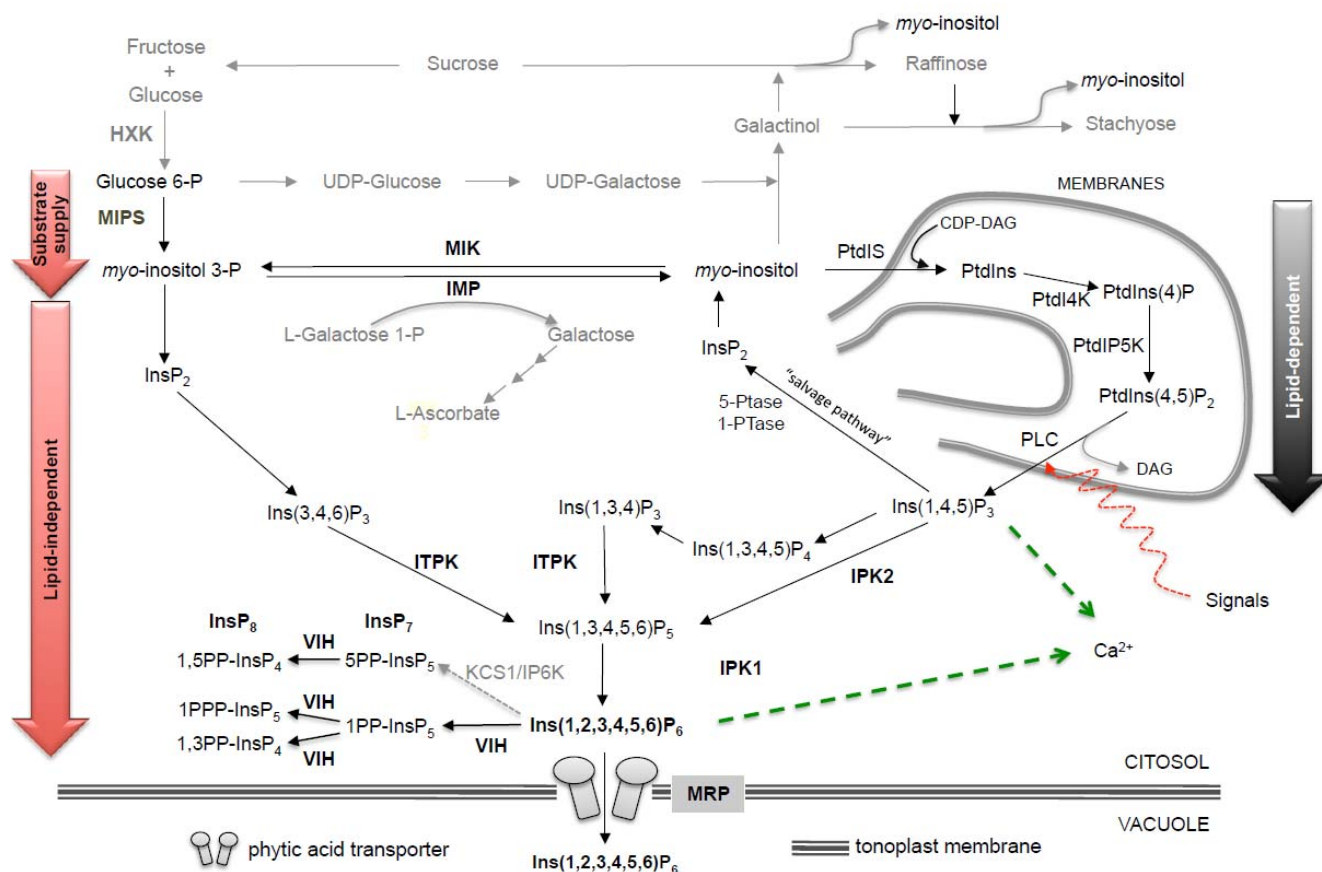 myo-inositol
Fructose
+
Glucose
Sucrose
Raffinose
myo-inositol
HXK
Galactinol
Stachyose
Substrate
supply
Glucose 6-P
UDP-Glucose
UDP-Galactose
MEMBRANES
MIPS
CDP-DAG
myo-inositol 3-P
MIK
IMP
myo-inositol
PtdIS
PtdIns
PtdI4K
PtdIns(4)P
L-Galactose 1-P
Galactose
PtdIP5K
InsP2
InsP2
"salvage pathway"
5-Ptase
1-PTase
L-Ascorbate
PtdIns(4,5)P2
Lipid-dependent
PLC
DAG
Lipid-independent
Ins(3,4,6)P3
Ins(1,3,4)P3
Ins(1,4,5)P3
Ins(1,3,4,5)P4
ITPK
ITPK
IPK2
Signals
InsP8
InsP7
Ins(1,3,4,5,6)P5
VIH
1,5PP-InsP4
5PP-InsP5
KCS1/IP6K
IPK1
Ca2+
1PPP-InsP5
VIH
1PP-InsP5
Ins(1,2,3,4,5,6)P6
1,3PP-InsP4
VIH
VIH
CITOSOL
MRP
VACUOLE
phytic acid transporter
Ins(1,2,3,4,5,6)P6
tonoplast membrane